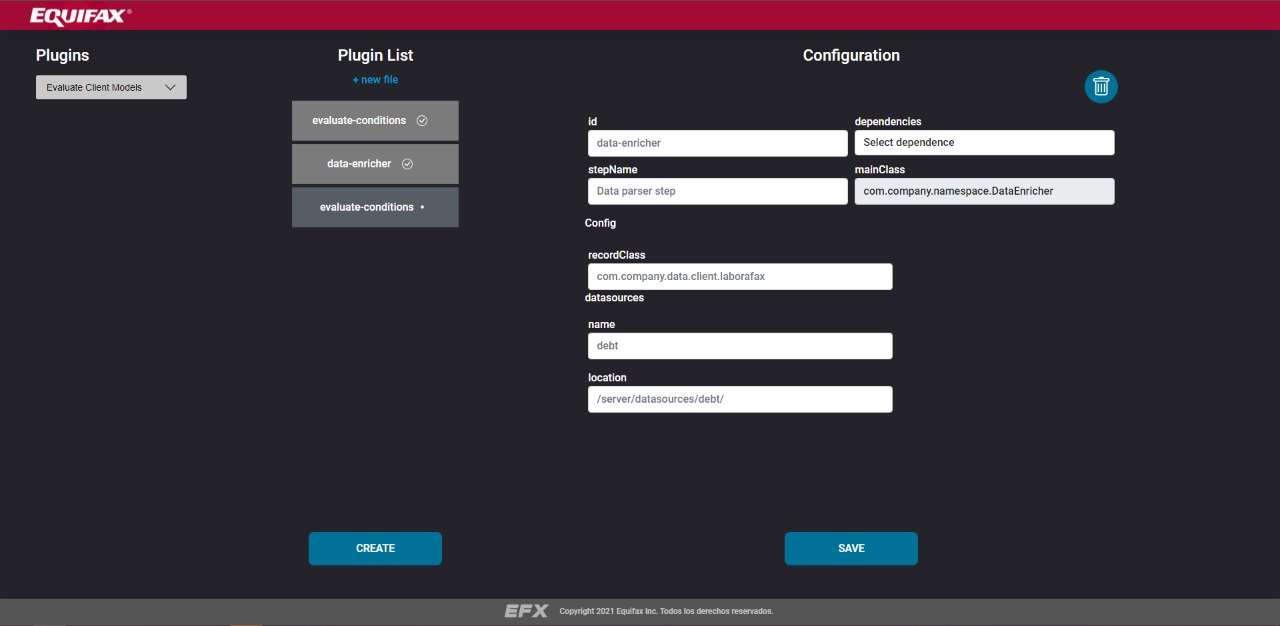 EQUIFAX®
Plugins
Evaluate Client Models
Plugin List
+ new file
evaluate-conditions
data-enricher
evaluate-conditions •
CREATE
Configuration
id
data-enricher
dependencies
Select dependence
stepName
Data parser step
mainClass
com.company.namespace.DataEnricher
Config
recordClass
com.company.data.client.laborafax
datasources
name
debt
location
/server/datasources/debt/
SAVE
EFX Copyright 2021 Equifax Inc. Todos los derechos reservados.